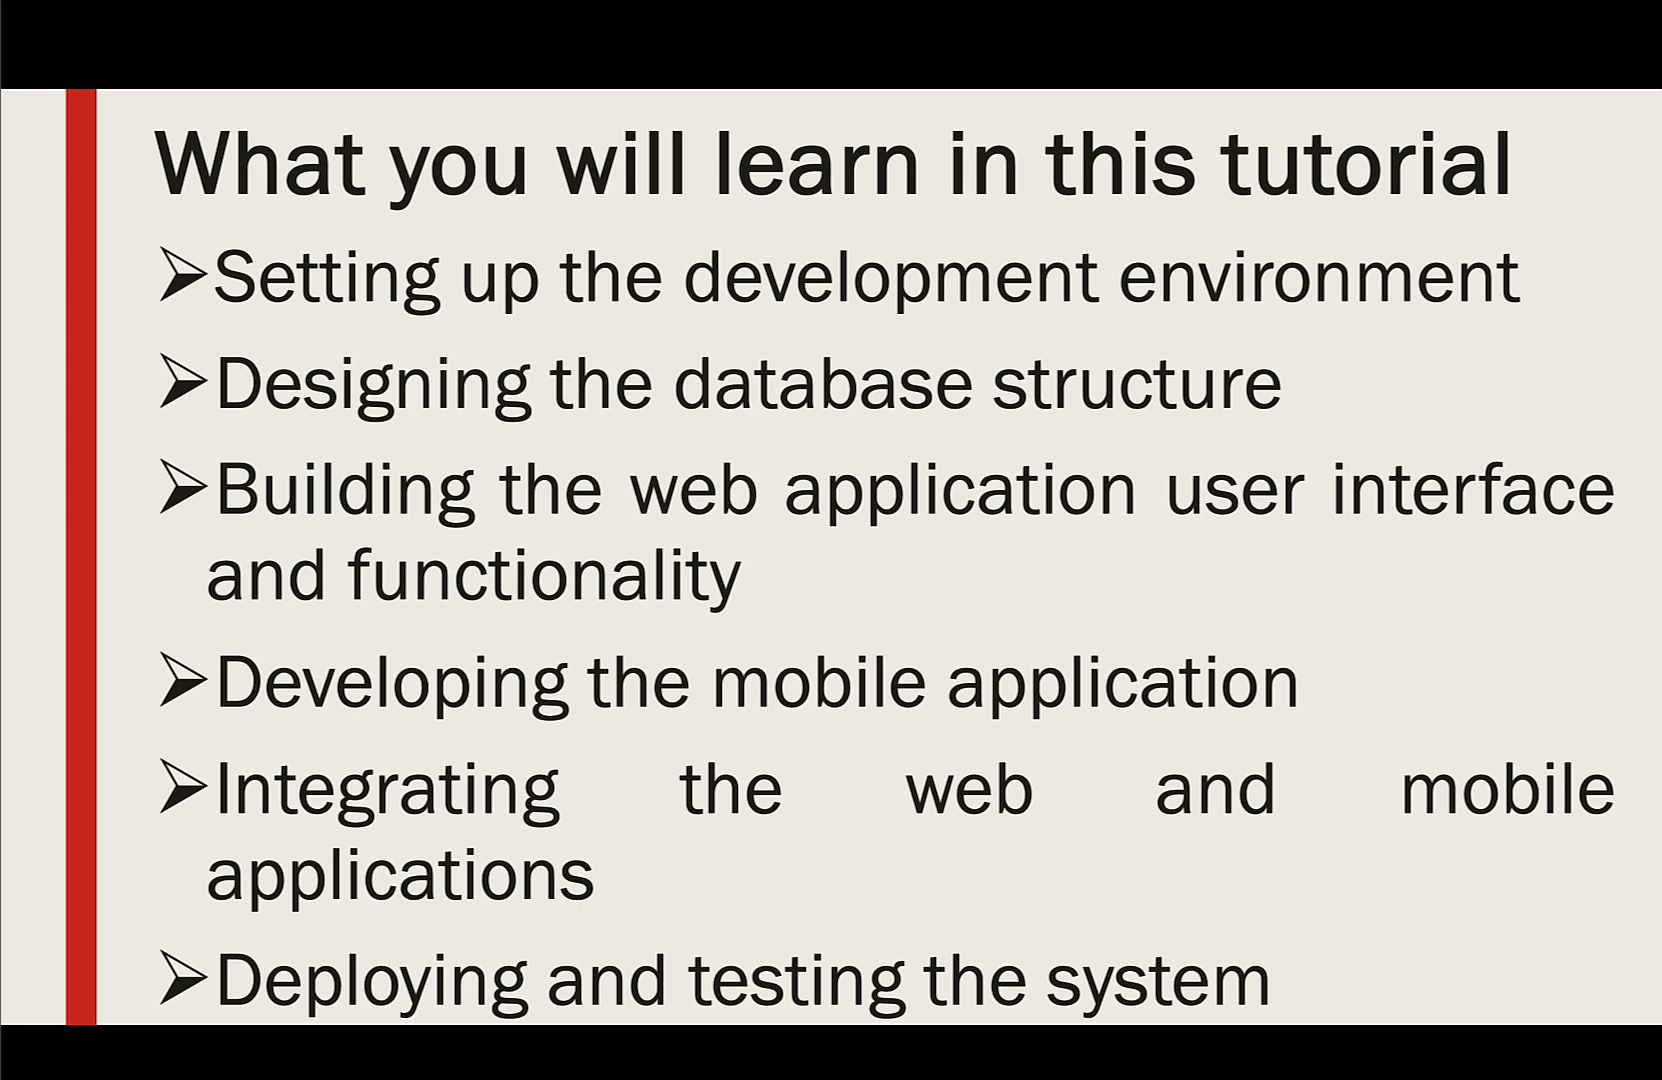 What you will learn in this tutorial
➢Setting up the development environment
➢Designing the database structure
➢Building the web application user interface
and functionality
➢Developing the mobile application
➢Integrating the web and mobile
applications
➢Deploying and testing the system